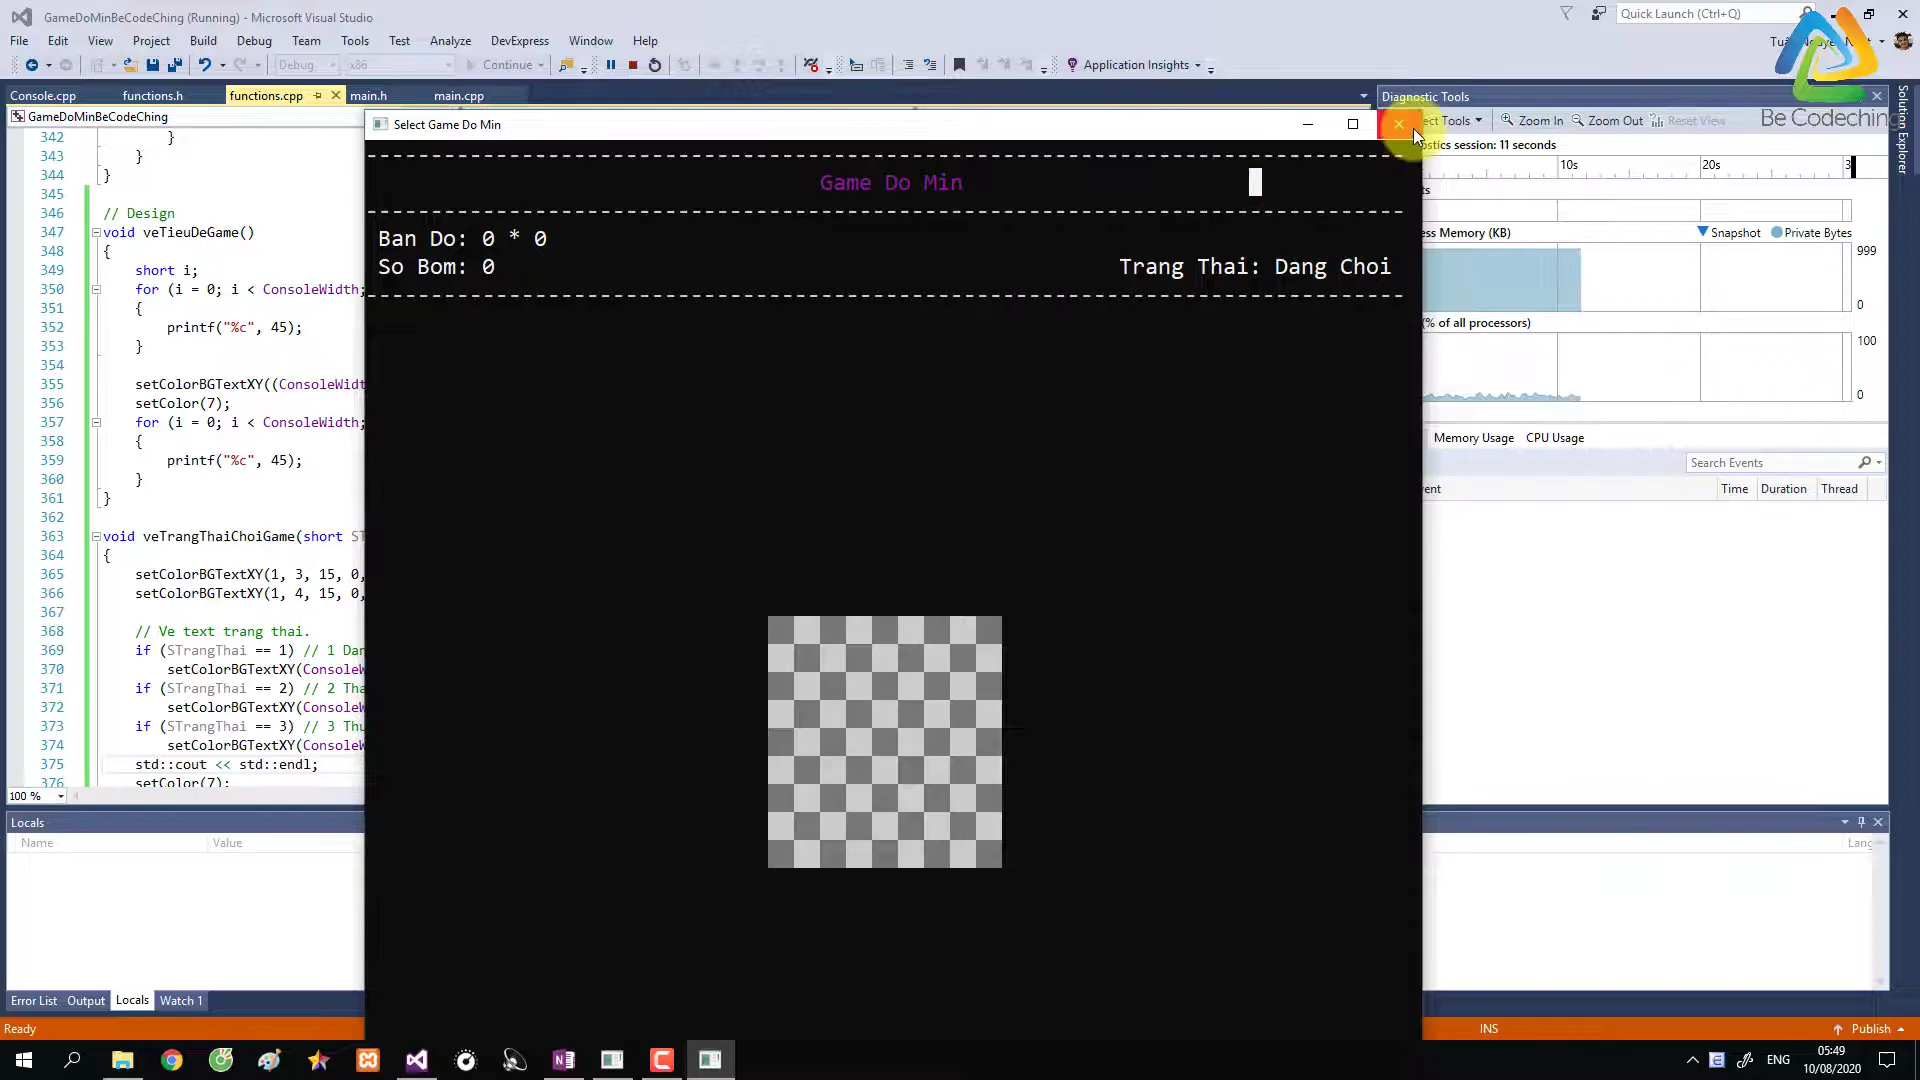 GameDoMinBeCodeChing (Running) - Microsoft Visual Studio
Quick Launch (Ctrl+Q)
File Edit View Project Build Debug Team Tools Test Analyze DevExpress Window Help
Debug x86 Continue Application Insights
Console.cpp functions.h functions.cpp main.h main.cpp
Diagnostic Tools
GameDoMinBeCodeChing
Select Game Do Min
Tools Zoom In Zoom Out Reset View
Be Codeching
session: 11 seconds
10s 20s
Game Do Min
Ban Do: 0 * 0
So Bom: 0
Trang Thai: Dang Choi
Memory (KB) Snapshot Private Bytes
999
0
(% of all processors)
100
0
Memory Usage CPU Usage
Search Events
Time Duration Thread
342 }
343 }
344 }
345
346 // Design
347 void veTieuDeGame()
348 {
349 short i;
350 for (i = 0; i < ConsoleWidth;
351 {
352 printf("%c", 45);
353 }
354
355 setColorBGTextXY((ConsoleWidt
356 setColor(7);
357 for (i = 0; i < ConsoleWidth;
358 {
359 printf("%c", 45);
360 }
361 }
362
363 void veTrangThaiChoiGame(short ST
364 {
365 setColorBGTextXY(1, 3, 15, 0,
366 setColorBGTextXY(1, 4, 15, 0,
367
368 // Ve text trang thai.
369 if (STrangThai == 1) // 1 Dan
370 setColorBGTextXY(ConsoleW
371 if (STrangThai == 2) // 2 Tha
372 setColorBGTextXY(ConsoleW
373 if (STrangThai == 3) // 3 Thu
374 setColorBGTextXY(ConsoleW
375 std::cout << std::endl;
376 setColor(7);
100 %
Locals
Name Value
Lang
Error List Output Locals Watch 1
Ready INS Publish
ENG
05:49
10/08/2020